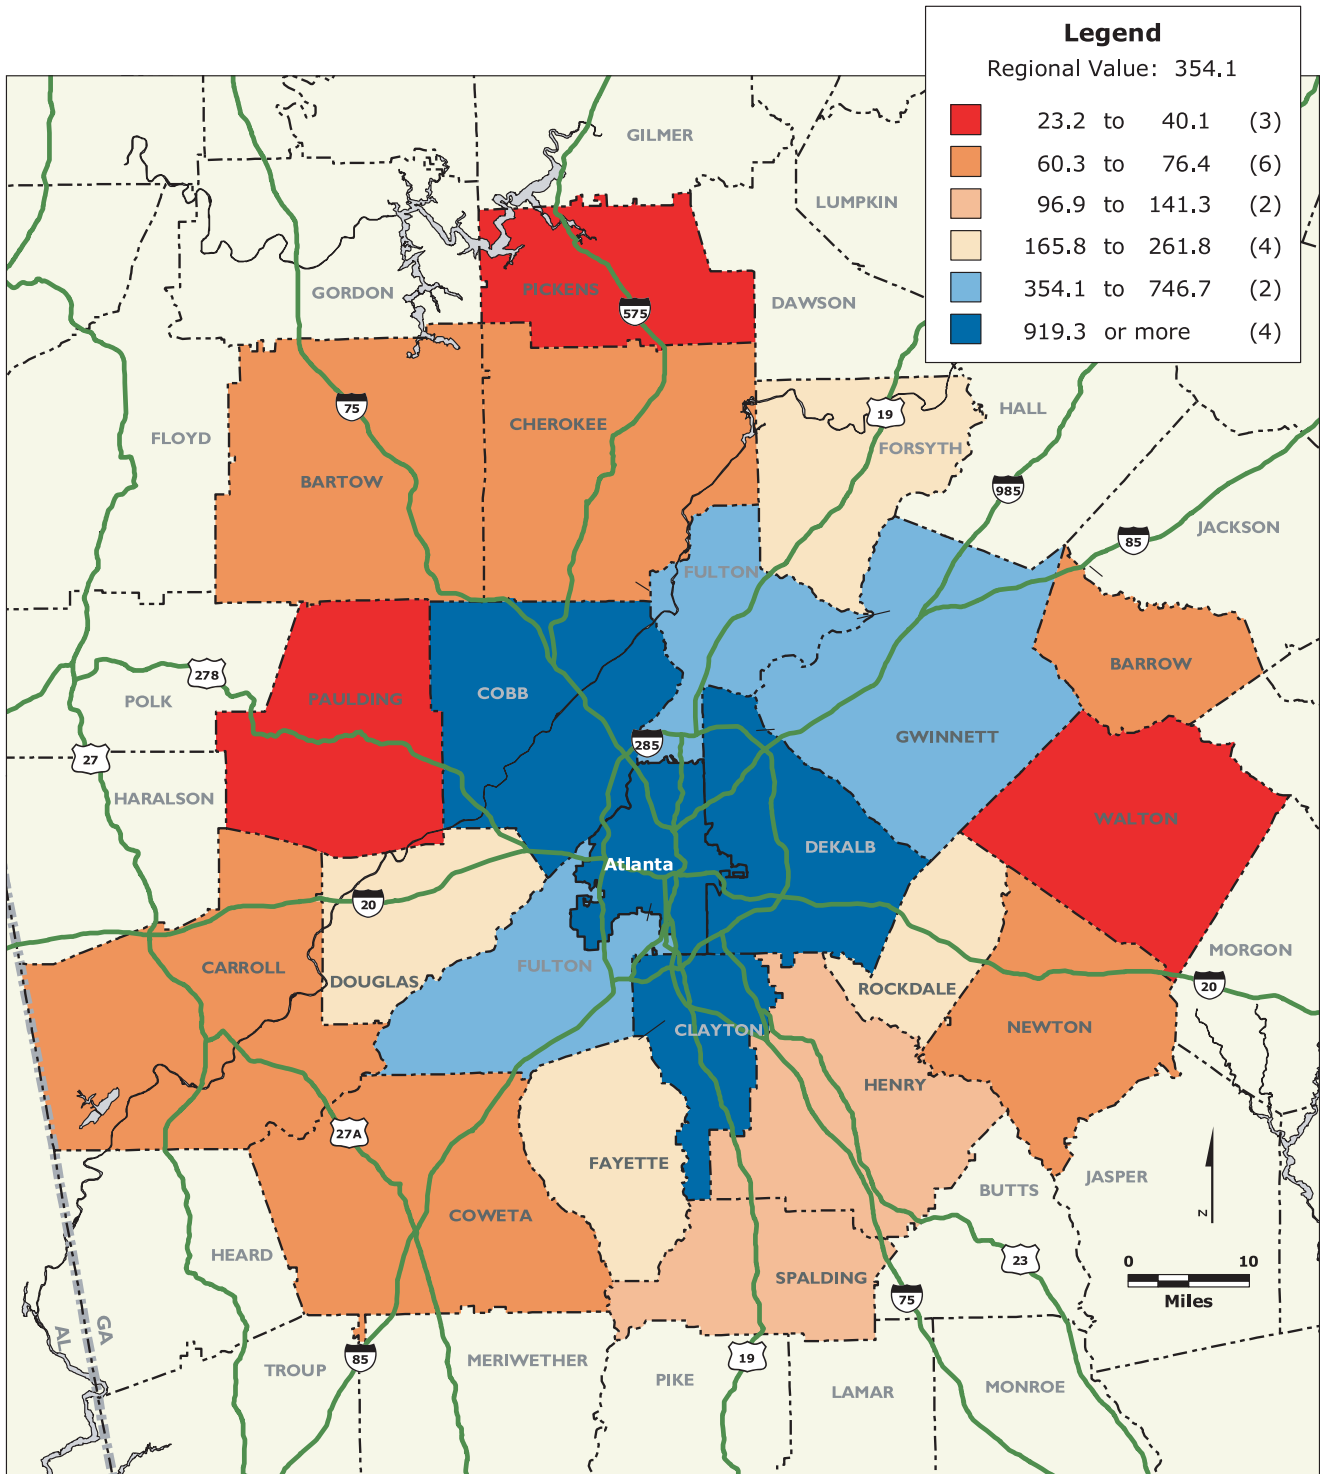 Legend
Regional Value: 354.1
23.2 to 40.1 (3)
60.3 to 76.4 (6)
96.9 to 141.3 (2)
165.8 to 261.8 (4)
354.1 to 746.7 (2)
919.3 or more (4)
GILMER
LUMPKIN
PICKENS
GORDON
DAWSON
575
75
19
HALL
CHEROKEE
FLOYD
FORSYTH
BARTOW
985
JACKSON
85
FULTON
BARROW
278
COBB
PAULDING
POLK
GWINNETT
285
27
HARALSON
WALTON
DEKALB
Atlanta
20
MORGON
CARROLL
FULTON
DOUGLAS
ROCKDALE
20
CLAYTON
NEWTON
HENRY
27A
FAYETTE
JASPER
BUTTS
COWETA
z
HEARD
23
0 10
Miles
SPALDING
75
GA
AL
85
19
TROUP
MERIWETHER
PIKE
LAMAR
MONROE